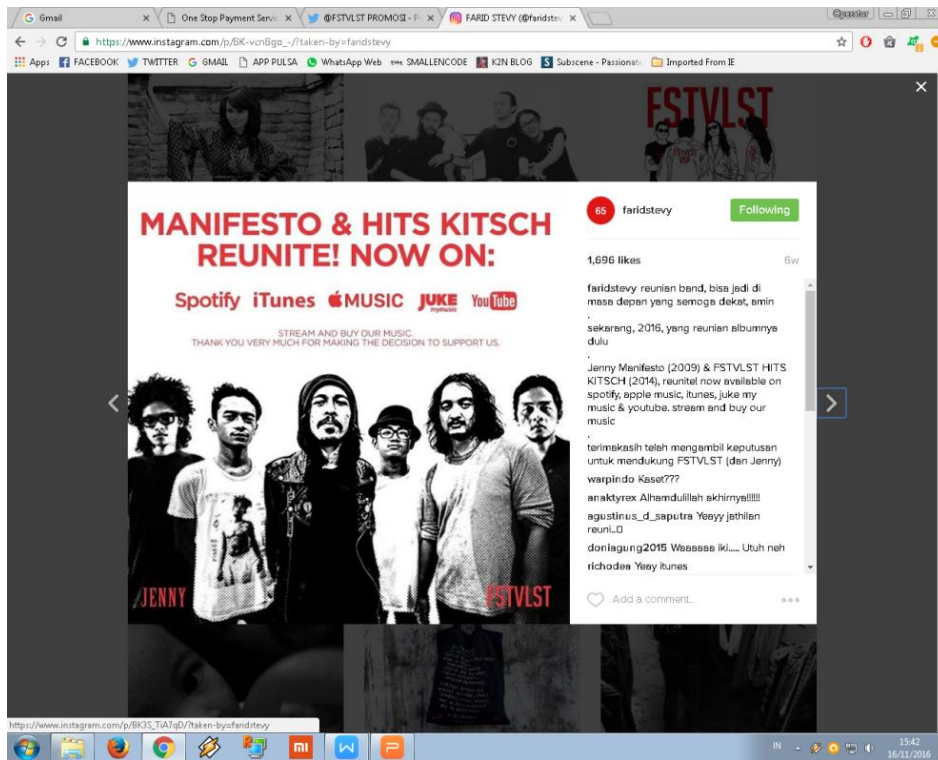 Gmail
One Stop Payment Servic
@FSTVLST PROMOSI - P
FARID STEVY (@faridstev
Operator
https://www.instagram.com/p/BK-vcnBgo_-/?taken-by=faridstevy
Apps FACEBOOK TWITTER GMAIL APP PULSA WhatsApp Web SMALLENCODE K2N BLOG Subscene - Passionate Imported From IE
FSTVLST
MANIFESTO & HITS KITSCH
REUNITE! NOW ON:
Spotify iTunes MUSIC JUKE YouTube
mymusic
STREAM AND BUY OUR MUSIC.
THANK YOU VERY MUCH FOR MAKING THE DECISION TO SUPPORT US.
JENNY
FSTVLST
65 faridstevy Following
1,696 likes 6w
faridstevy reunian band, bisa jadi di
masa depan yang semoga dekat, amin
.
sekarang, 2016, yang reunian albumnya
dulu
.
Jenny Manifesto (2009) & FSTVLST HITS
KITSCH (2014), reunite! now available on
spotify, apple music, itunes, juke my
music & youtube. stream and buy our
music
.
terimakasih telah mengambil keputusan
untuk mendukung FSTVLST (dan Jenny)
warpindo Kaset???
anaktyrex Alhamdulillah akhirnya!!!!!!
agustinus_d_saputra Yeayy jathilan
reuni..
doniagung2015 Waaaaaa iki..... Utuh neh
richodea Yeay itunes
Add a comment...
https://www.instagram.com/p/BK3S_TiA7qD/?taken-by=faridstevy
IN
15:42
16/11/2016